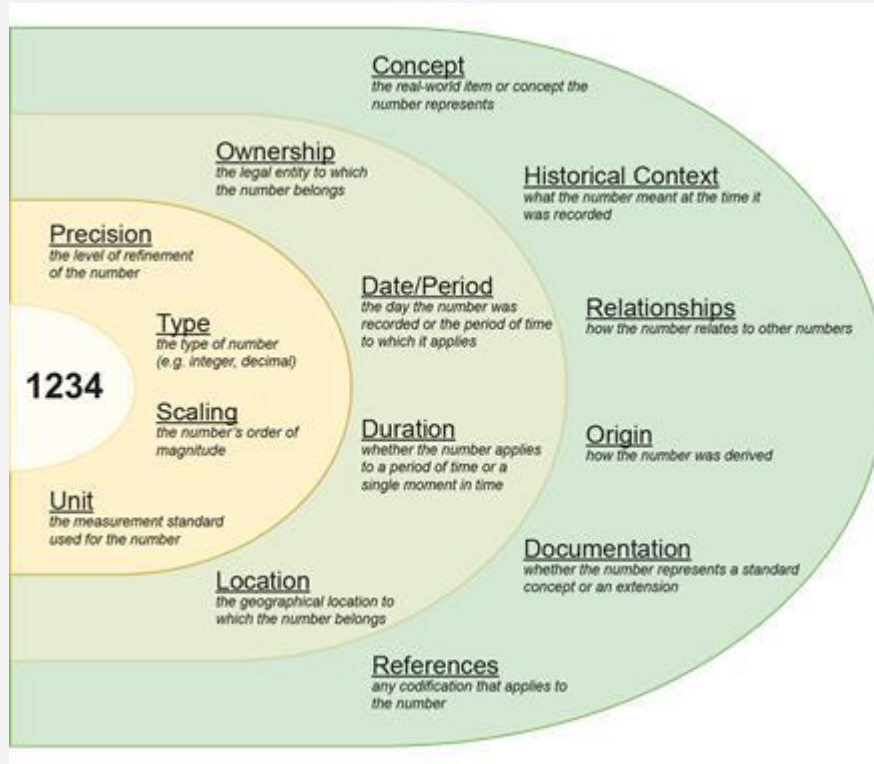 Concept
the real-world item or concept the
number represents
Ownership
the legal entity to which
the number belongs
Historical Context
what the number meant at the time it
was recorded
Precision
the level of refinement
of the number
Date/Period
the day the number was
recorded or the period of time
to which it applies
Relationships
how the number relates to other numbers
Type
the type of number
(e.g. integer, decimal)
1234
Scaling
the number's order of
magnitude
Duration
whether the number applies
to a period of time or a
single moment in time
Origin
how the number was derived
Unit
the measurement standard
used for the number
Documentation
whether the number represents a standard
concept or an extension
Location
the geographical location to
which the number belongs
References
any codification that applies to
the number